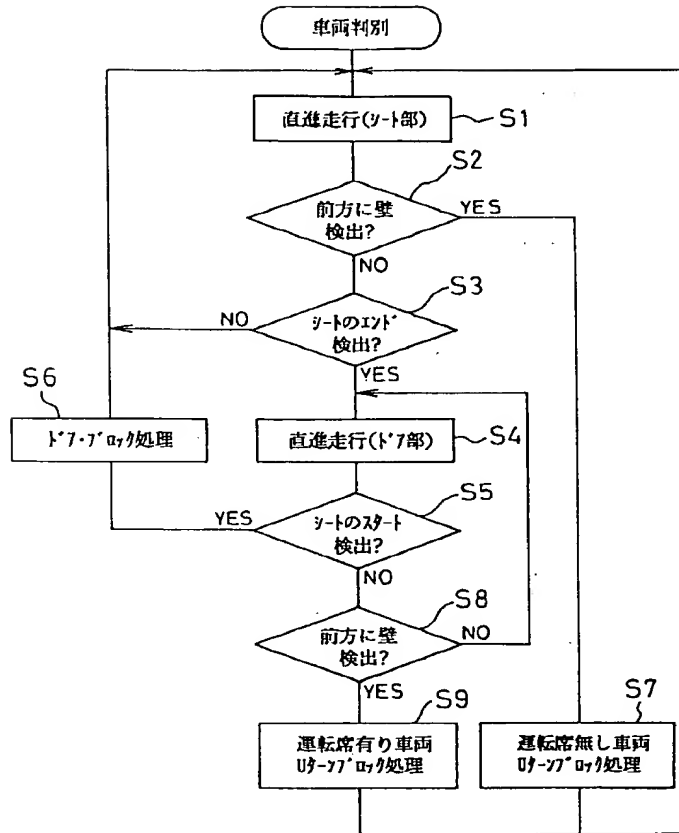 車両判別
直進走行(ｼｰﾄ部)
S1
S2
前方に壁
検出?
YES
NO
S3
ｼｰﾄのｴﾝﾄﾞ
検出?
NO
YES
S6
ﾄﾞｱ･ﾌﾞﾛｯｸ処理
直進走行(ﾄﾞｱ部)
S4
S5
ｼｰﾄのｽﾀｰﾄ
検出?
YES
NO
S8
前方に壁
検出?
NO
YES
S9
運転席有り車両
Uﾀｰﾝﾌﾞﾛｯｸ処理
S7
運転席無し車両
Uﾀｰﾝﾌﾞﾛｯｸ処理